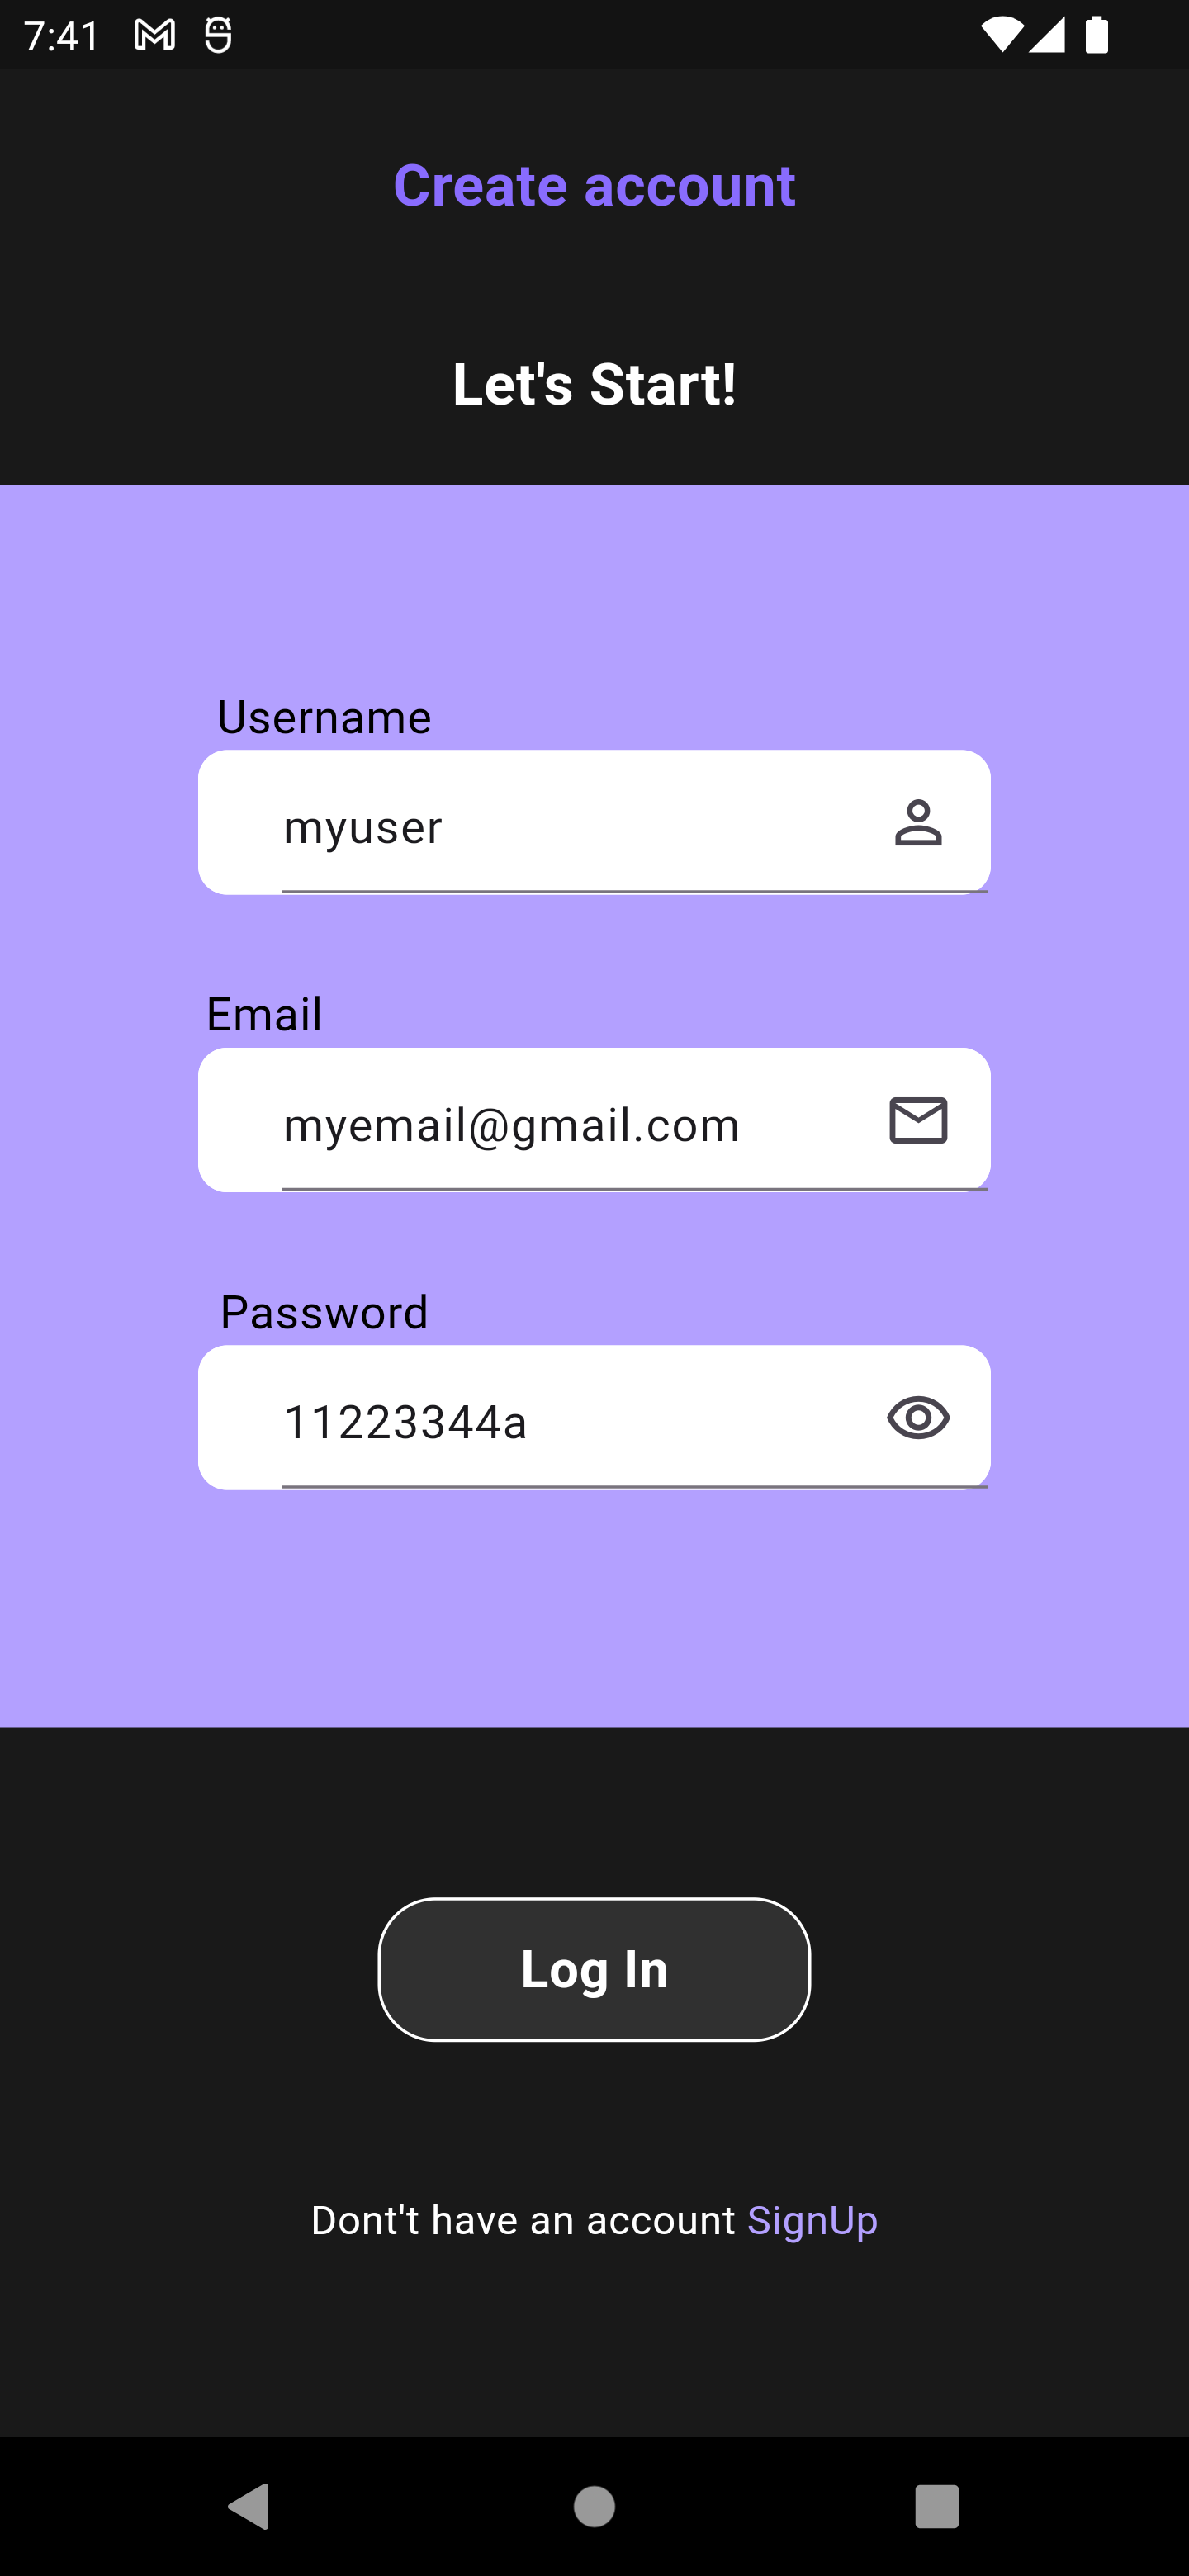 7:41
Create account
Let's Start!
Username
myuser
Email
myemail@gmail.com
Password
11223344a
Log In
Dont't have an account SignUp